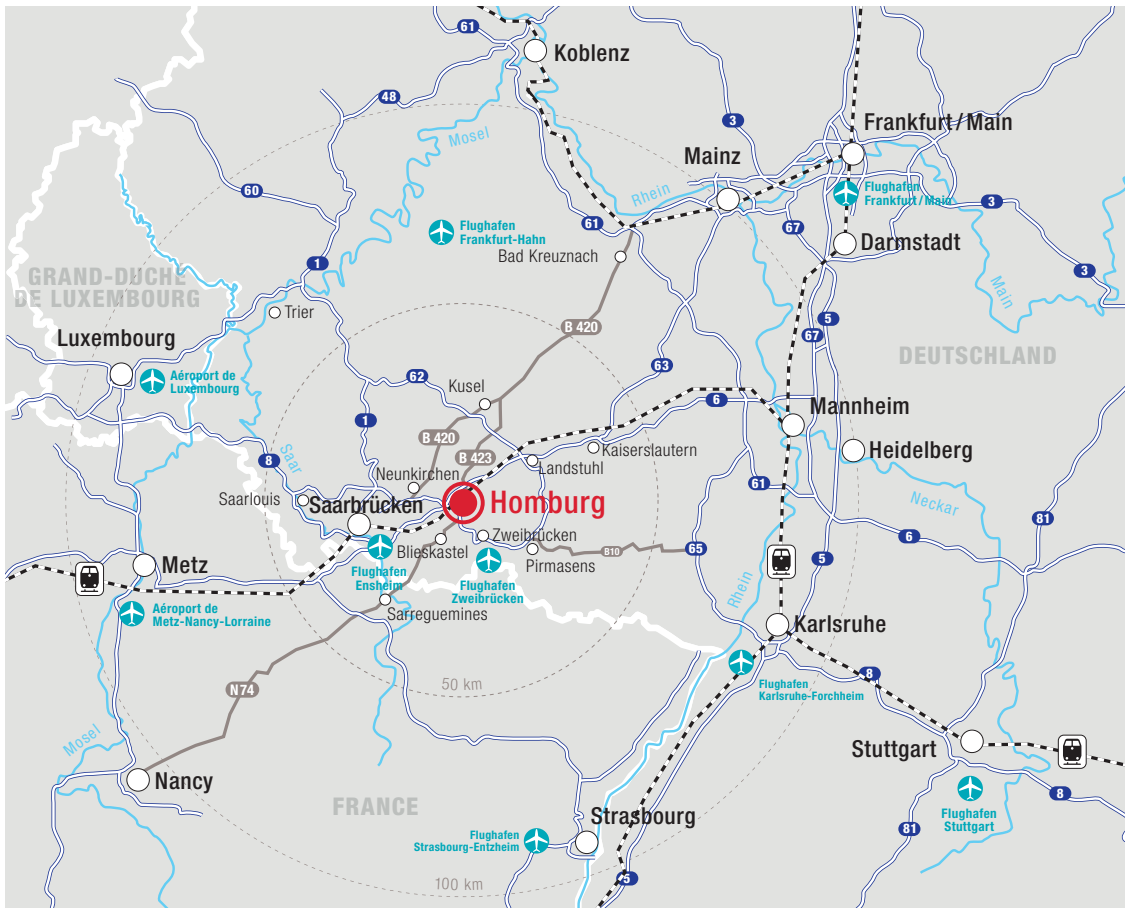 61
Koblenz
48
Mosel
3
Frankfurt/Main
Mainz
60
Rhein
Flughafen
Frankfurt/Main
3
61
67
Flughafen
Frankfurt-Hahn
Bad Kreuznach
Darmstadt
1
3
GRAND-DUCHE
DE LUXEMBOURG
Main
Trier
B 420
5
67
Luxembourg
DEUTSCHLAND
63
Aéroport de
Luxembourg
62
Kusel
6
Mannheim
1
B 420
Saar
8
B 423
Kaiserslautern
Heidelberg
Neunkirchen
Landstuhl
61
Saarlouis
Saarbrücken
Homburg
Neckar
81
Zweibrücken
6
Blieskastel
B10
65
Pirmasens
5
Metz
Flughafen
Ensheim
Flughafen
Zweibrücken
Rhein
Aéroport de
Metz-Nancy-Lorraine
Sarreguemines
Karlsruhe
Flughafen
Karlsruhe-Forchheim
8
50 km
N74
Mosel
Stuttgart
Nancy
8
FRANCE
Strasbourg
Flughafen
Stuttgart
81
Flughafen
Strasbourg-Entzheim
5
100 km